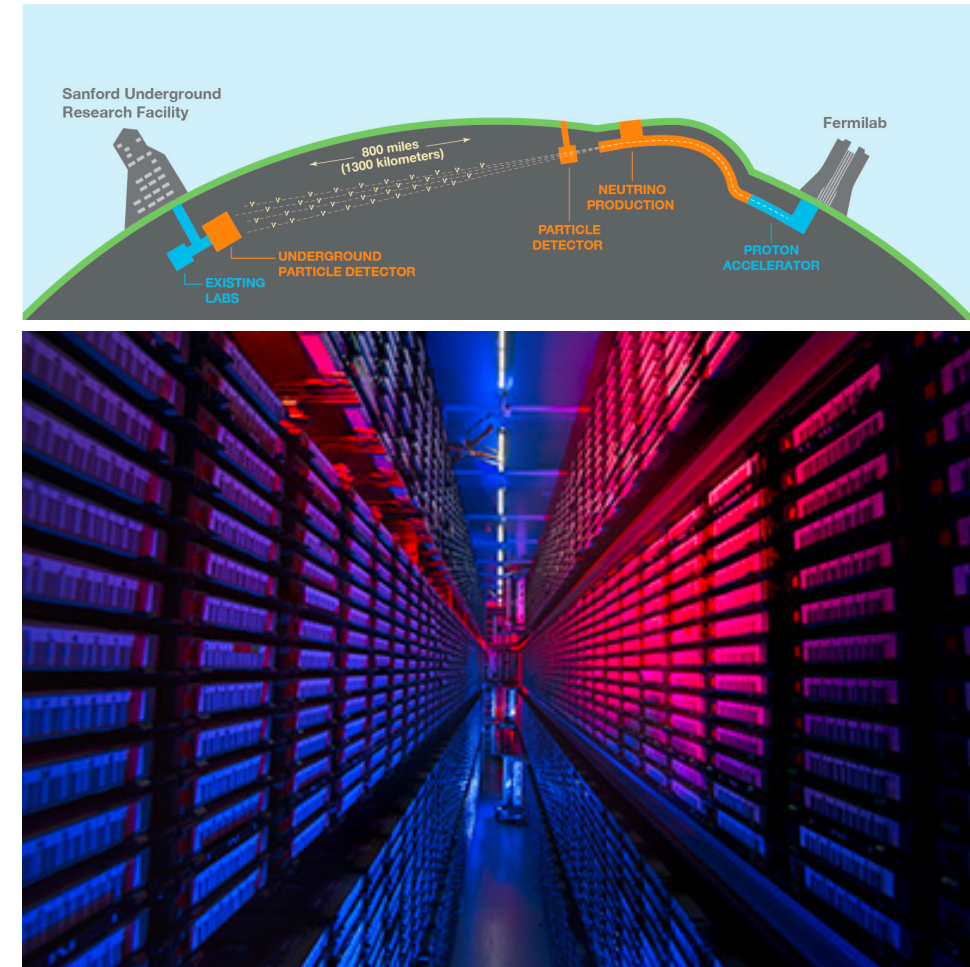 Sanford Underground
Research Facility
Fermilab
800 miles
(1300 kilometers)
NEUTRINO
PRODUCTION
PARTICLE
DETECTOR
PROTON
ACCELERATOR
UNDERGROUND
PARTICLE DETECTOR
EXISTING
LABS